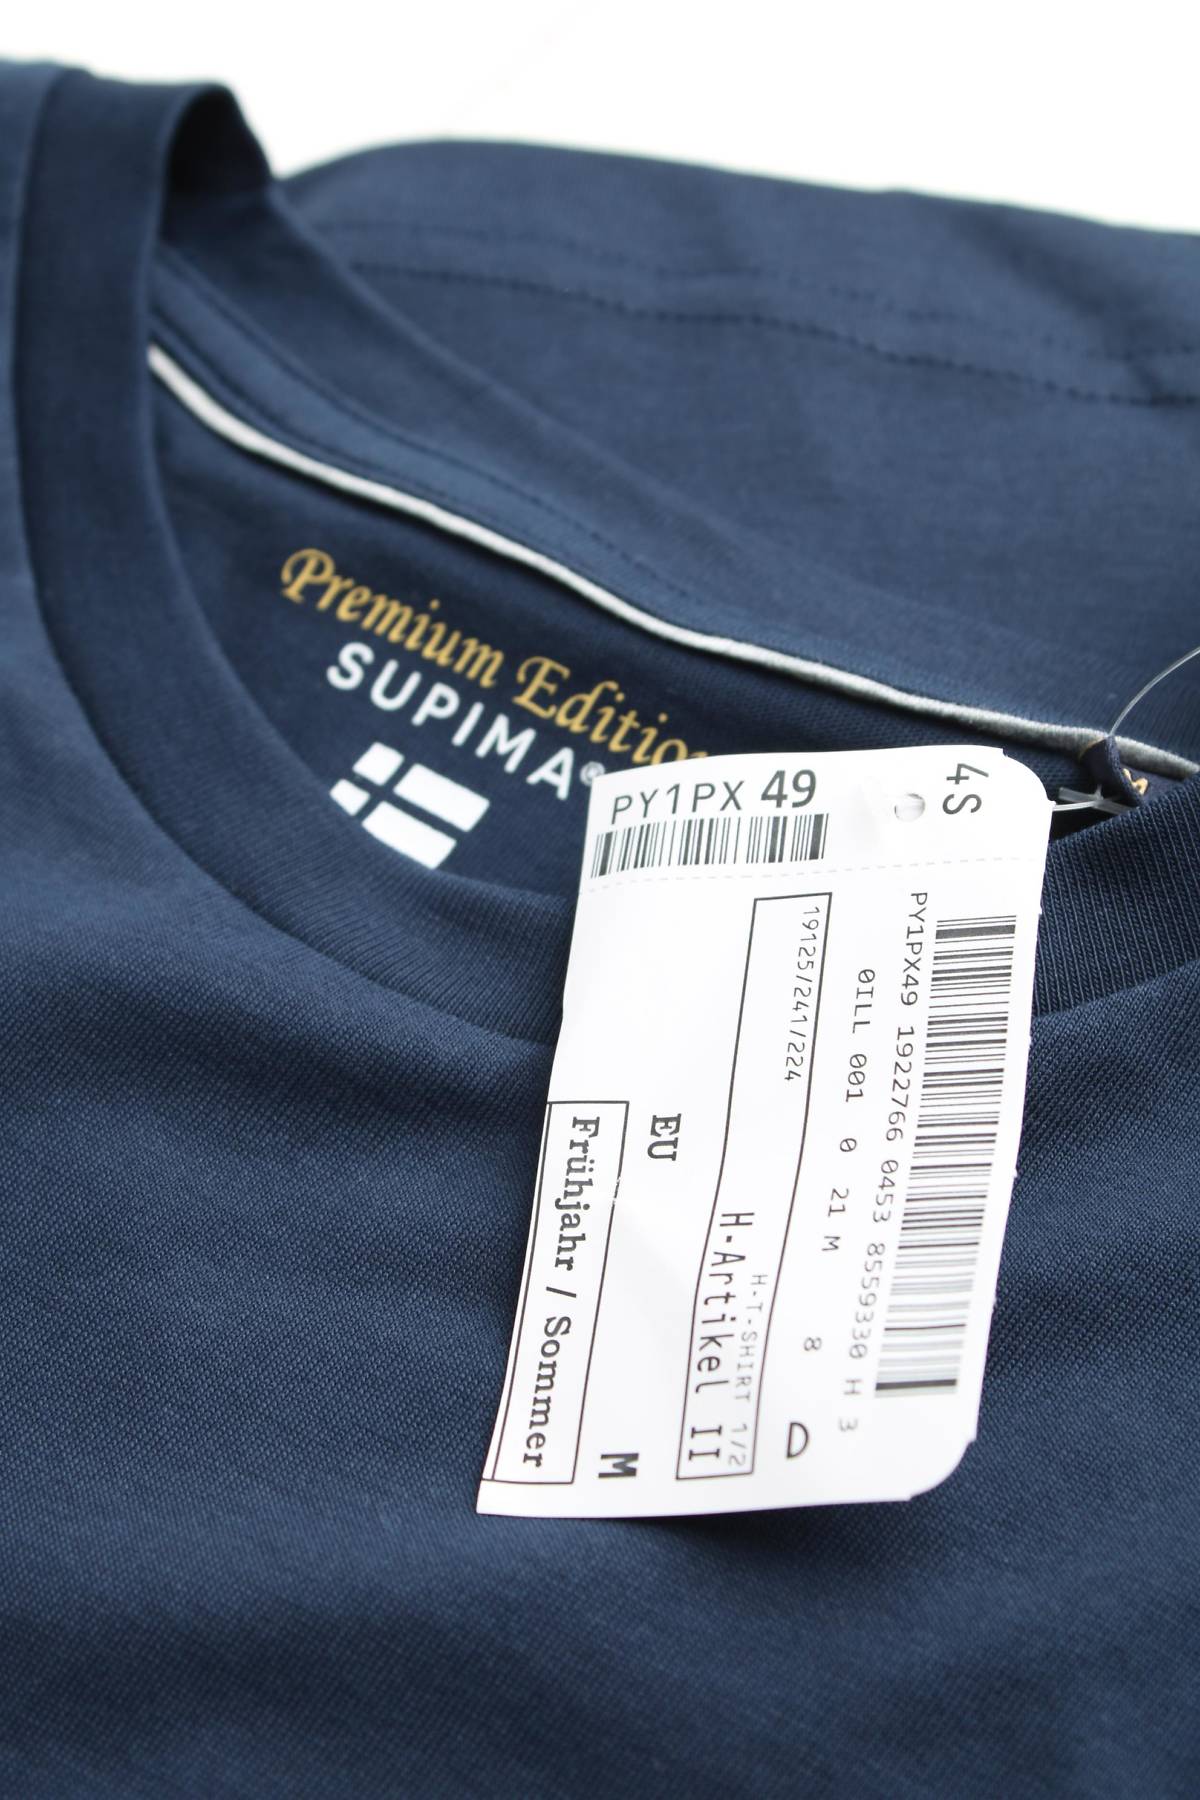 Premium Edition
SUPIMA®
PY1PX 49
4S
PY1PX49 1922766 0453 8559330 H 3
0ILL 001 0 21 M 8 D
19125/241/224
H-T-SHIRT 1/2
H-Artikel II
EU M
Frühjahr / Sommer